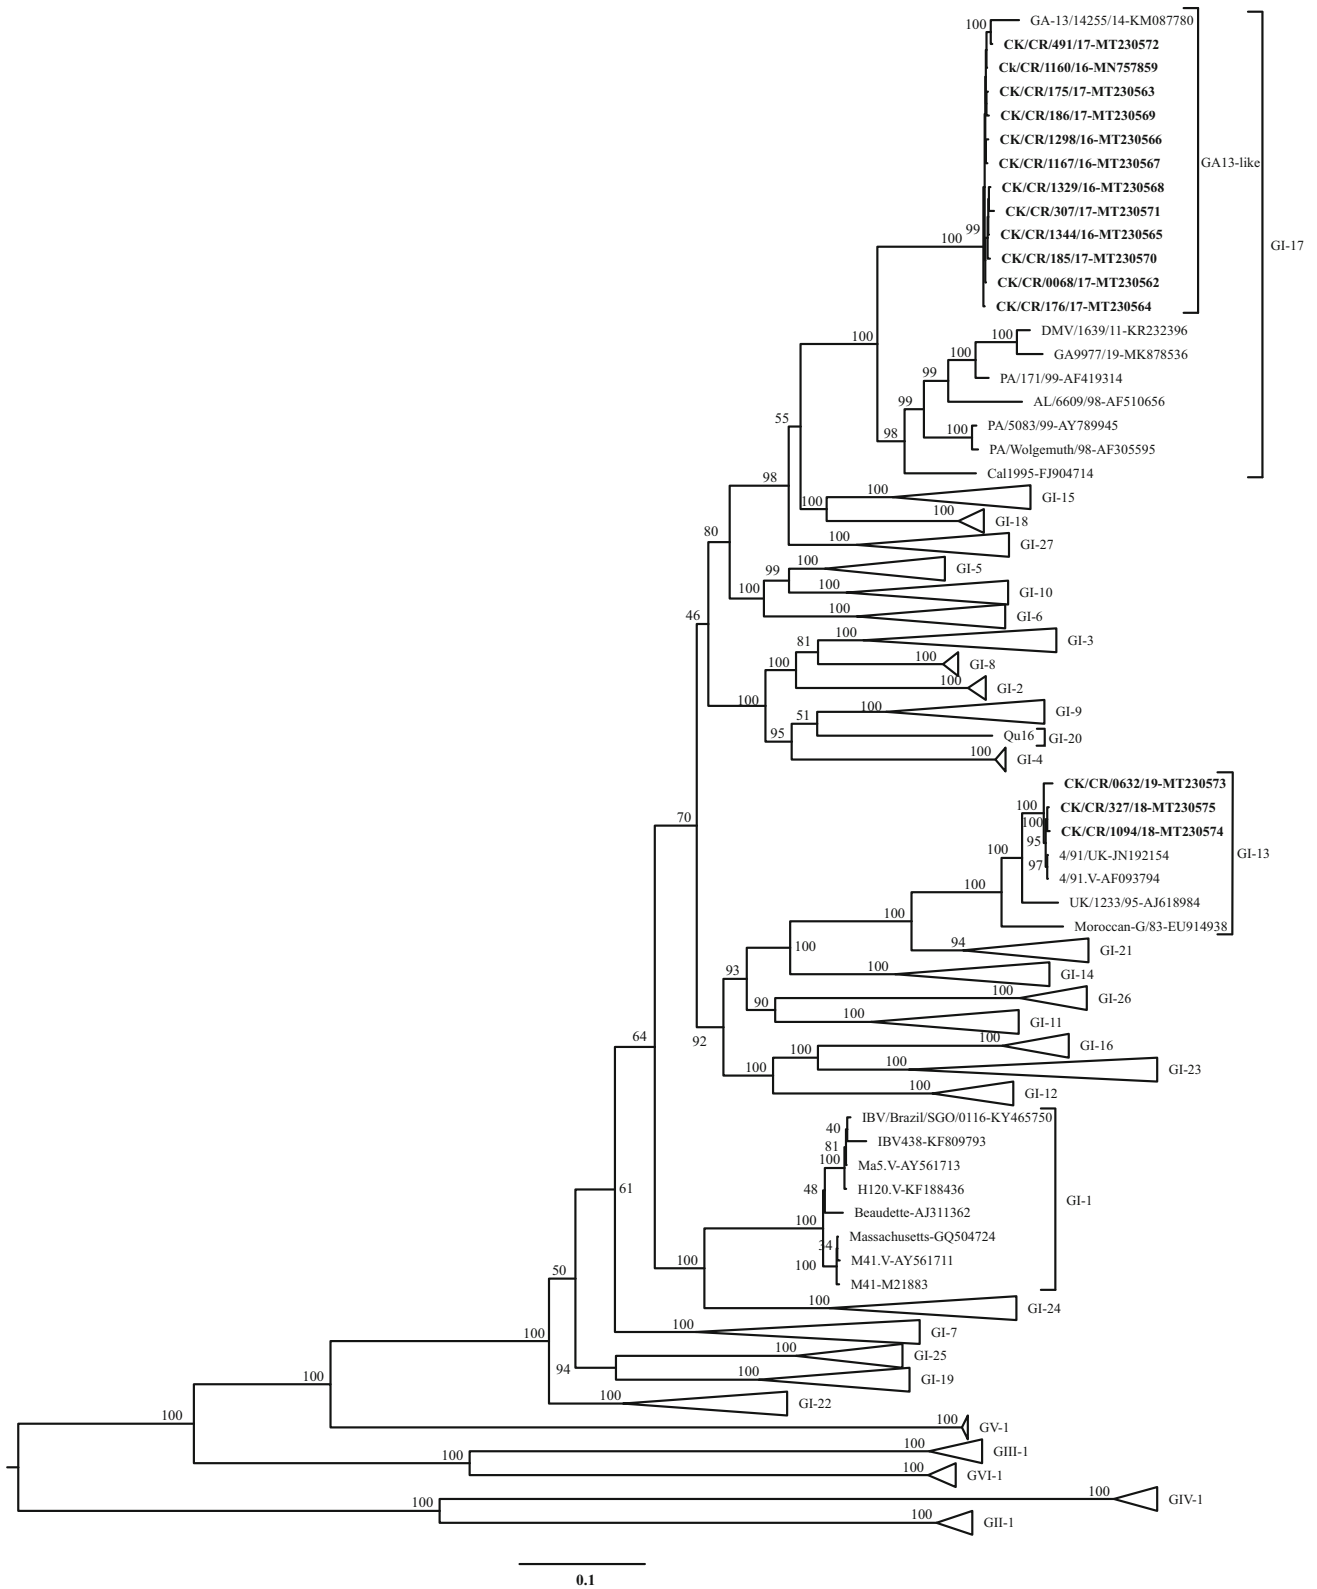 100
GA-13/14255/14-KM087780
CK/CR/491/17-MT230572
Ck/CR/1160/16-MN757859
CK/CR/175/17-MT230563
CK/CR/186/17-MT230569
CK/CR/1298/16-MT230566
CK/CR/1167/16-MT230567
GA13-like
CK/CR/1329/16-MT230568
CK/CR/307/17-MT230571
99
CK/CR/1344/16-MT230565
100
GI-17
CK/CR/185/17-MT230570
CK/CR/0068/17-MT230562
CK/CR/176/17-MT230564
100
100
DMV/1639/11-KR232396
100
GA9977/19-MK878536
99
PA/171/99-AF419314
99
AL/6609/98-AF510656
55
98
100
PA/5083/99-AY789945
PA/Wolgemuth/98-AF305595
Cal1995-FJ904714
98
100
100
GI-15
100
GI-18
80
100
GI-27
99
100
GI-5
100
100
GI-10
46
100
GI-6
81
100
GI-3
100
100
GI-8
100
GI-2
100
51
100
GI-9
95
Qu16
GI-20
100
GI-4
CK/CR/0632/19-MT230573
100
CK/CR/327/18-MT230575
70
100
CK/CR/1094/18-MT230574
95
100
4/91/UK-JN192154
GI-13
97
4/91.V-AF093794
100
UK/1233/95-AJ618984
100
Moroccan-G/83-EU914938
100
94
GI-21
93
100
GI-14
90
100
GI-26
100
GI-11
64
92
100
100
GI-16
100
100
GI-23
100
GI-12
IBV/Brazil/SGO/0116-KY465750
40
IBV438-KF809793
81
100
Ma5.V-AY561713
61
48
H120.V-KF188436
GI-1
100
Beaudette-AJ311362
34
Massachusetts-GQ504724
100
100
M41.V-AY561711
50
M41-M21883
100
GI-24
100
100
GI-7
94
100
GI-25
100
100
GI-19
100
GI-22
100
100
GV-1
100
100
GIII-1
100
GVI-1
100
100
GIV-1
100
GII-1
0.1